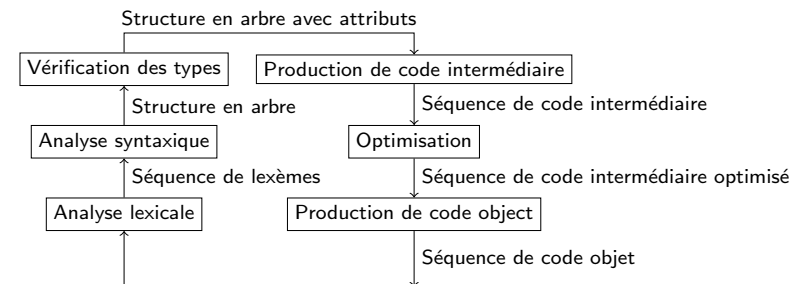 Structure en arbre avec attributs
Vérification des types
Production de code intermédiaire
Structure en arbre
Séquence de code intermédiaire
Analyse syntaxique
Optimisation
Séquence de lexèmes
Séquence de code intermédiaire optimisé
Analyse lexicale
Production de code object
Séquence de code objet